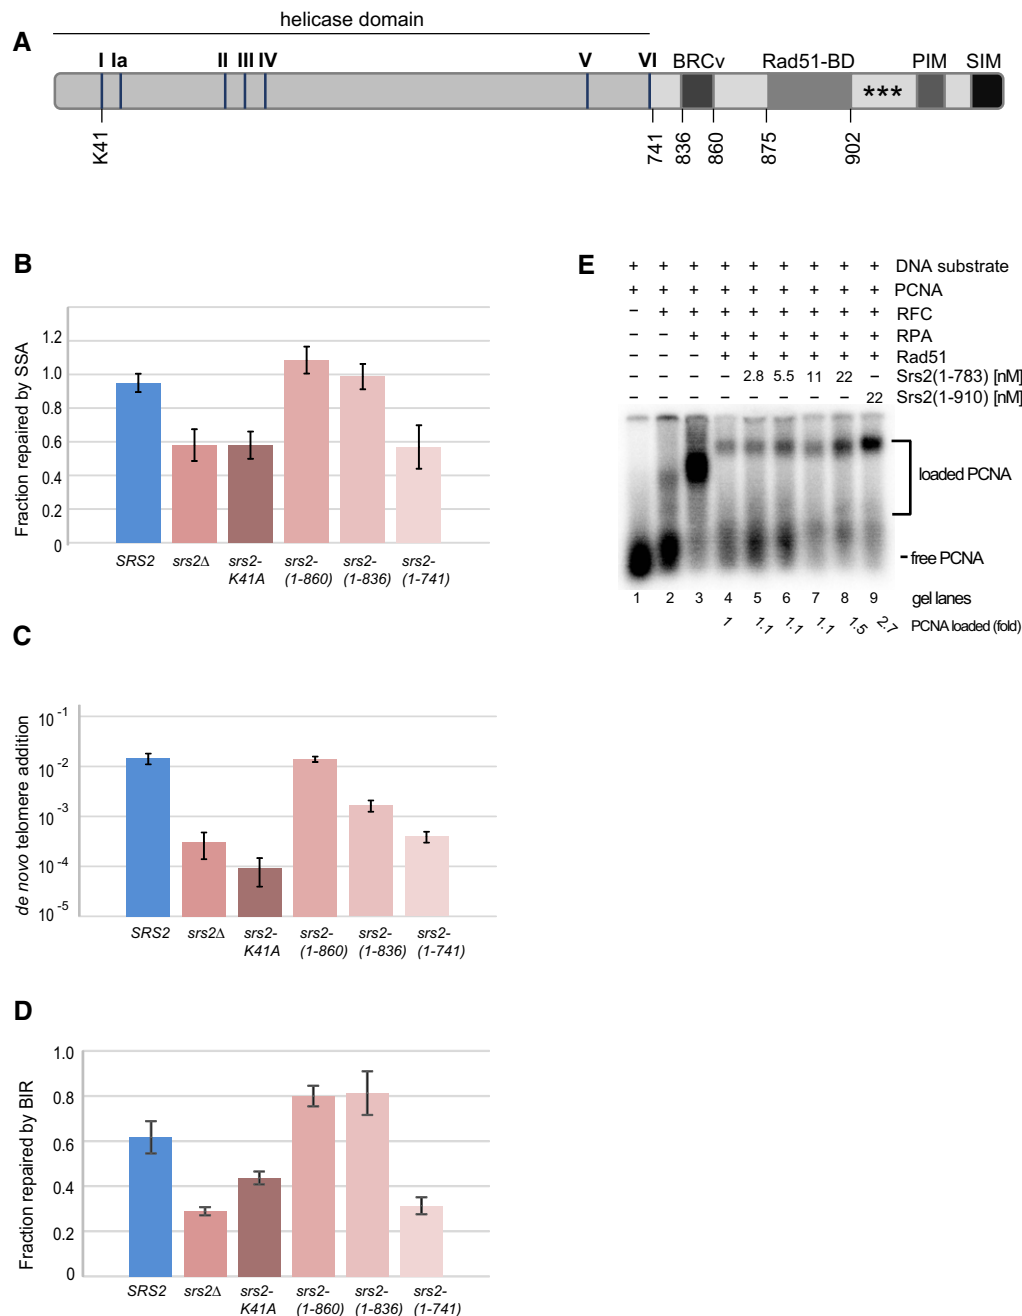 A
helicase domain
I Ia II III IV V VI BRCv Rad51-BD PIM SIM
***
K41 741 836 860 875 902
B
Fraction repaired by SSA
1.2
1.0
0.8
0.6
0.4
0.2
0
SRS2 srs2Δ srs2-K41A srs2-(1-860) srs2-(1-836) srs2-(1-741)
C
de novo telomere addition
10-1
10-2
10-3
10-4
10-5
SRS2 srs2Δ srs2-K41A srs2-(1-860) srs2-(1-836) srs2-(1-741)
D
Fraction repaired by BIR
1.0
0.8
0.6
0.4
0.2
0
SRS2 srs2Δ srs2-K41A srs2-(1-860) srs2-(1-836) srs2-(1-741)
E
+ + + + + + + + + DNA substrate
+ + + + + + + + + PCNA
– + + + + + + + + RFC
– – + + + + + + + RPA
– – – + + + + + + Rad51
– – – – 2.8 5.5 11 22 – Srs2(1-783) [nM]
– – – – – – – – 22 Srs2(1-910) [nM]
loaded PCNA
- free PCNA
1 2 3 4 5 6 7 8 9 gel lanes
1 1.1 1.1 1.1 1.5 2.7 PCNA loaded (fold)